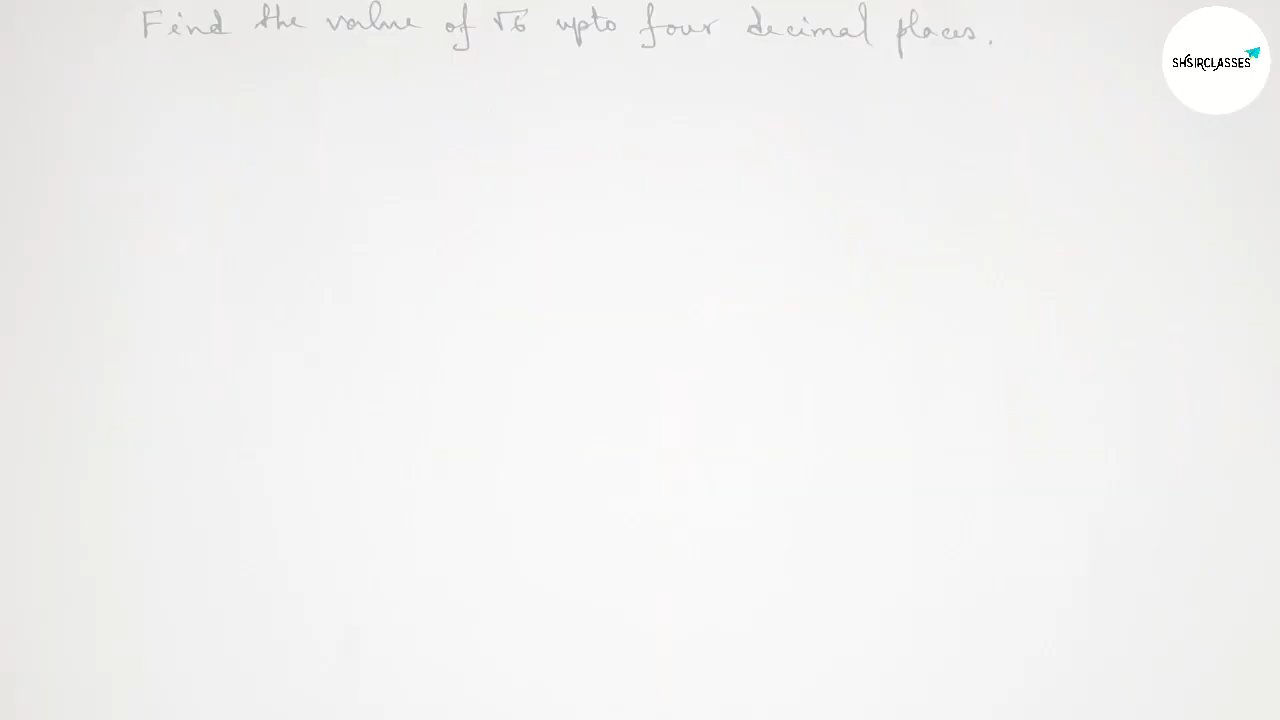 Find the value of √6 upto four decimal places.
SHSIRCLASSES